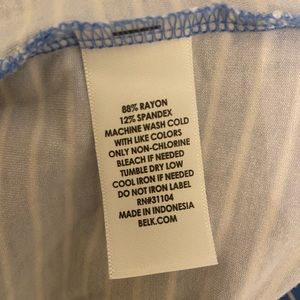 88% RAYON
12% SPANDEX
MACHINE WASH COLD
WITH LIKE COLORS
ONLY NON-CHLORINE
BLEACH IF NEEDED
TUMBLE DRY LOW
COOL IRON IF NEEDED
DO NOT IRON LABEL
RN#31104
MADE IN INDONESIA
BELK.COM